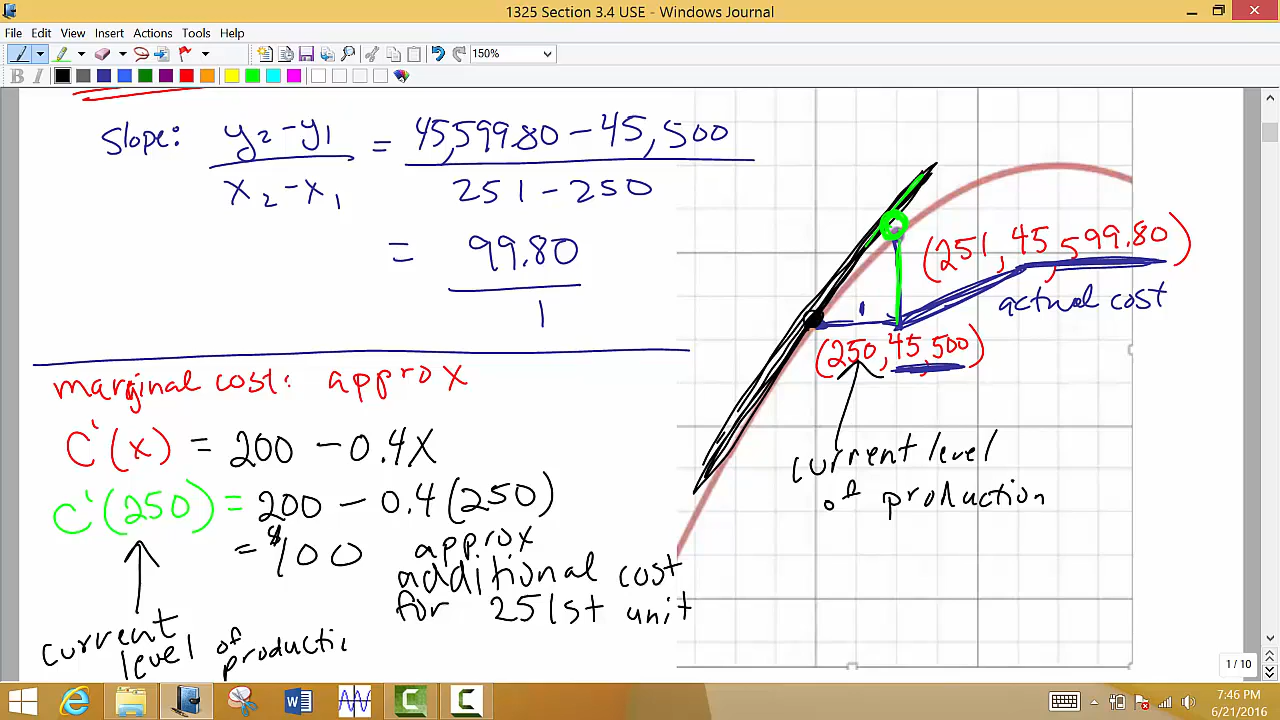 1325 Section 3.4 USE - Windows Journal
File Edit View Insert Actions Tools Help
150%
B I
Slope: y2 - y1 / x2 - x1 = 45,599.80 - 45,500 / 251 - 250
= 99.80 / 1
marginal cost: approx
C'(x) = 200 - 0.4x
C'(250) = 200 - 0.4(250)
= $100 approx
additional cost
for 251st unit
current
level of
productio
(251, 45,599.80)
actual cost
1
(250, 45,500)
current level
of production
1 / 10
7:46 PM
6/21/2016